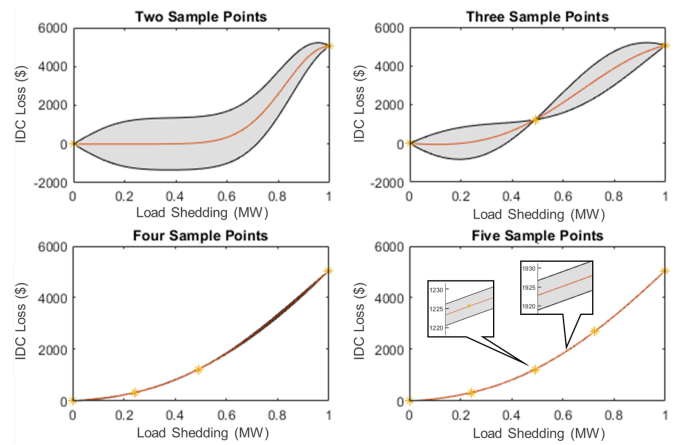 Two Sample Points
Three Sample Points
6000
4000
2000
0
-2000
IDC Loss ($)
0 0.2 0.4 0.6 0.8 1
Load Shedding (MW)
6000
4000
2000
0
-2000
IDC Loss ($)
0 0.2 0.4 0.6 0.8 1
Load Shedding (MW)
Four Sample Points
Five Sample Points
6000
4000
2000
0
IDC Loss ($)
0 0.2 0.4 0.6 0.8 1
Load Shedding (MW)
6000
4000
2000
0
IDC Loss ($)
1230
1225
1220
1930
1925
1920
0 0.2 0.4 0.6 0.8 1
Load Shedding (MW)